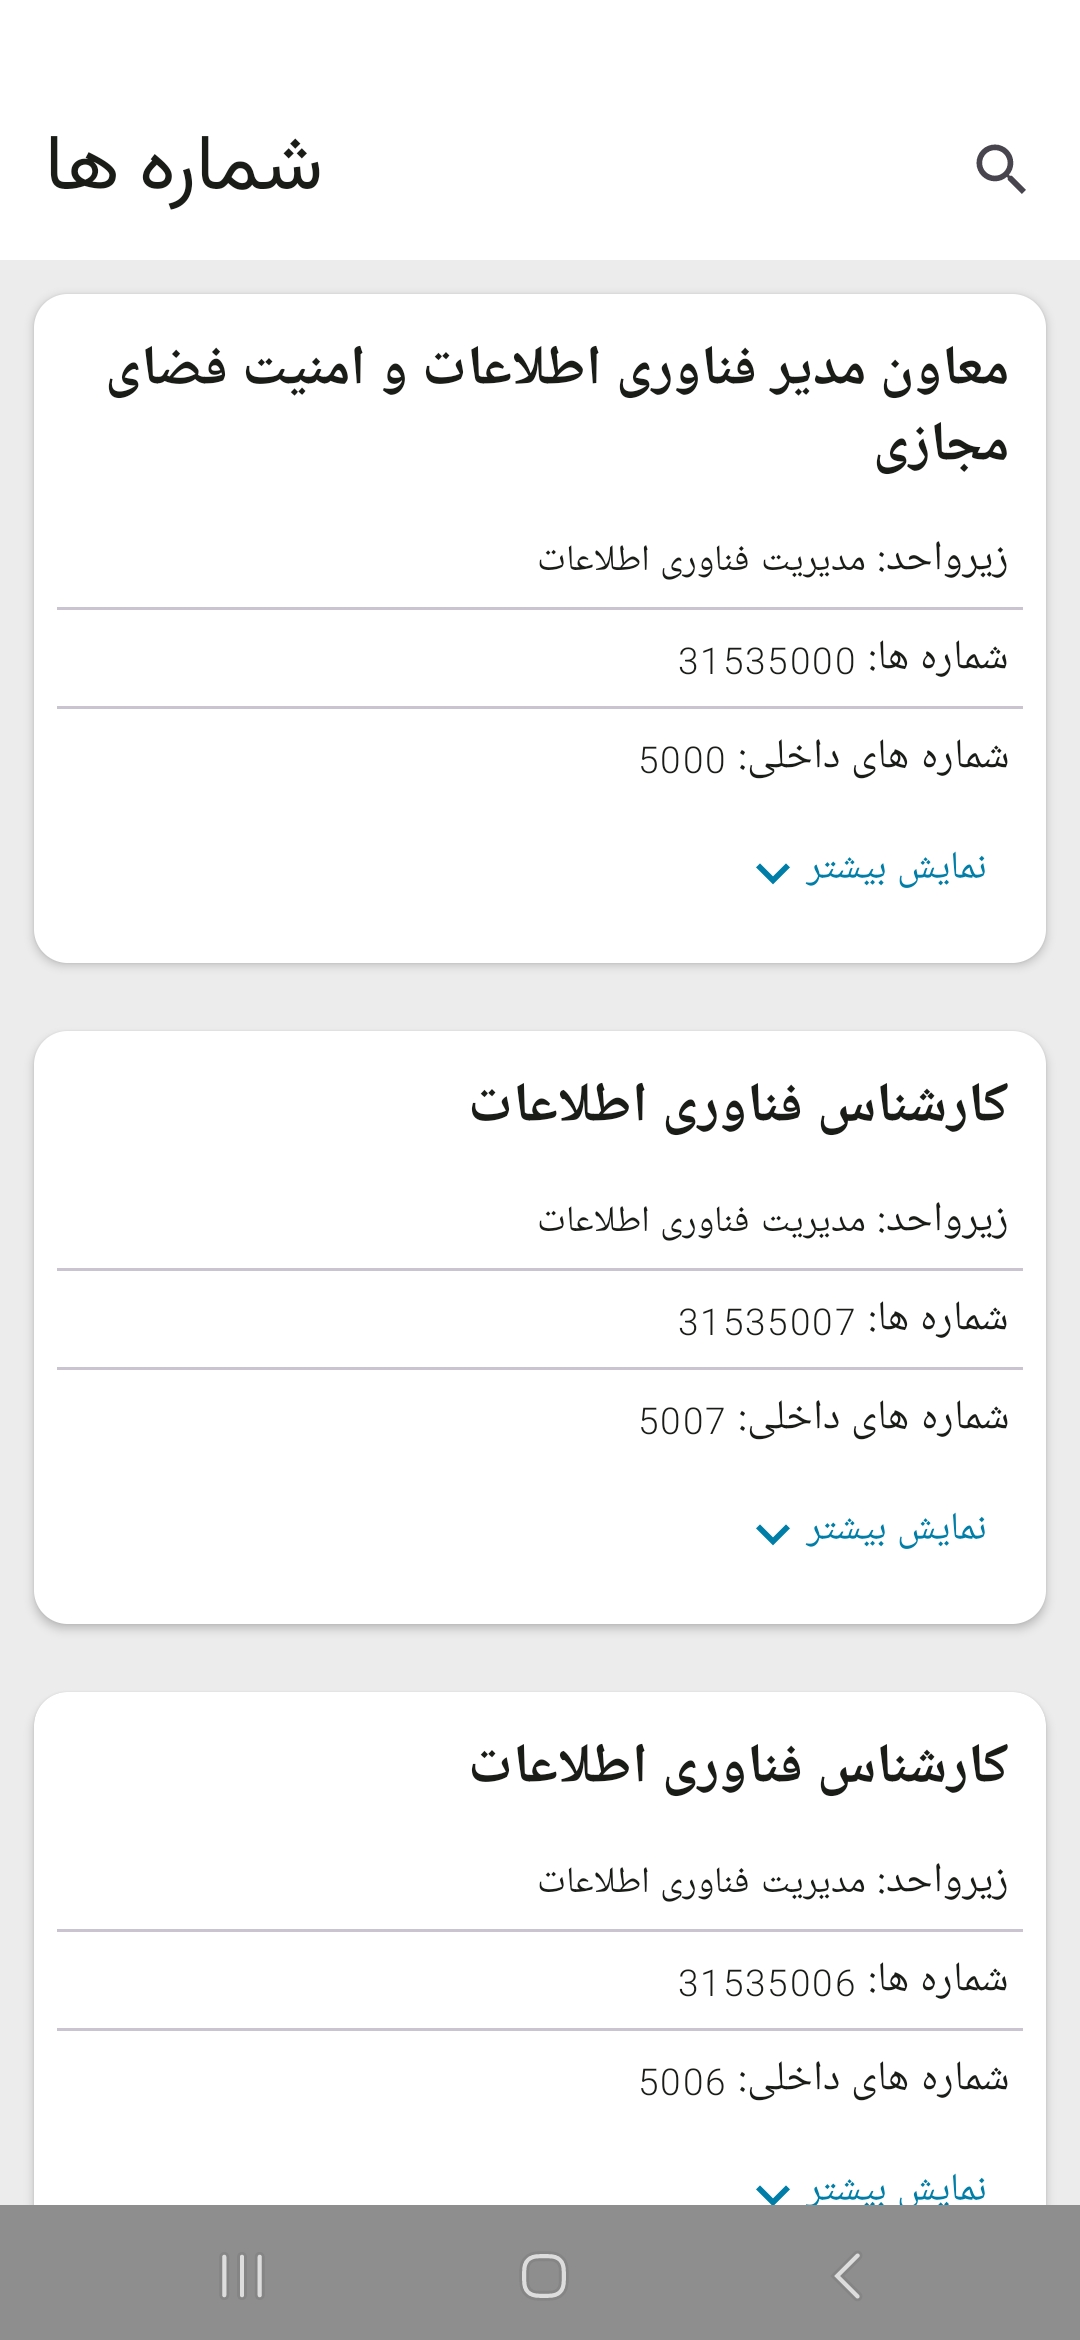 شماره ها
معاون مدیر فناوری اطلاعات و امنیت فضای
مجازی
زیرواحد: مدیریت فناوری اطلاعات
شماره ها: 31535000
شماره های داخلی: 5000
نمایش بیشتر
کارشناس فناوری اطلاعات
زیرواحد: مدیریت فناوری اطلاعات
شماره ها: 31535007
شماره های داخلی: 5007
نمایش بیشتر
کارشناس فناوری اطلاعات
زیرواحد: مدیریت فناوری اطلاعات
شماره ها: 31535006
شماره های داخلی: 5006
نمایش بیشتر